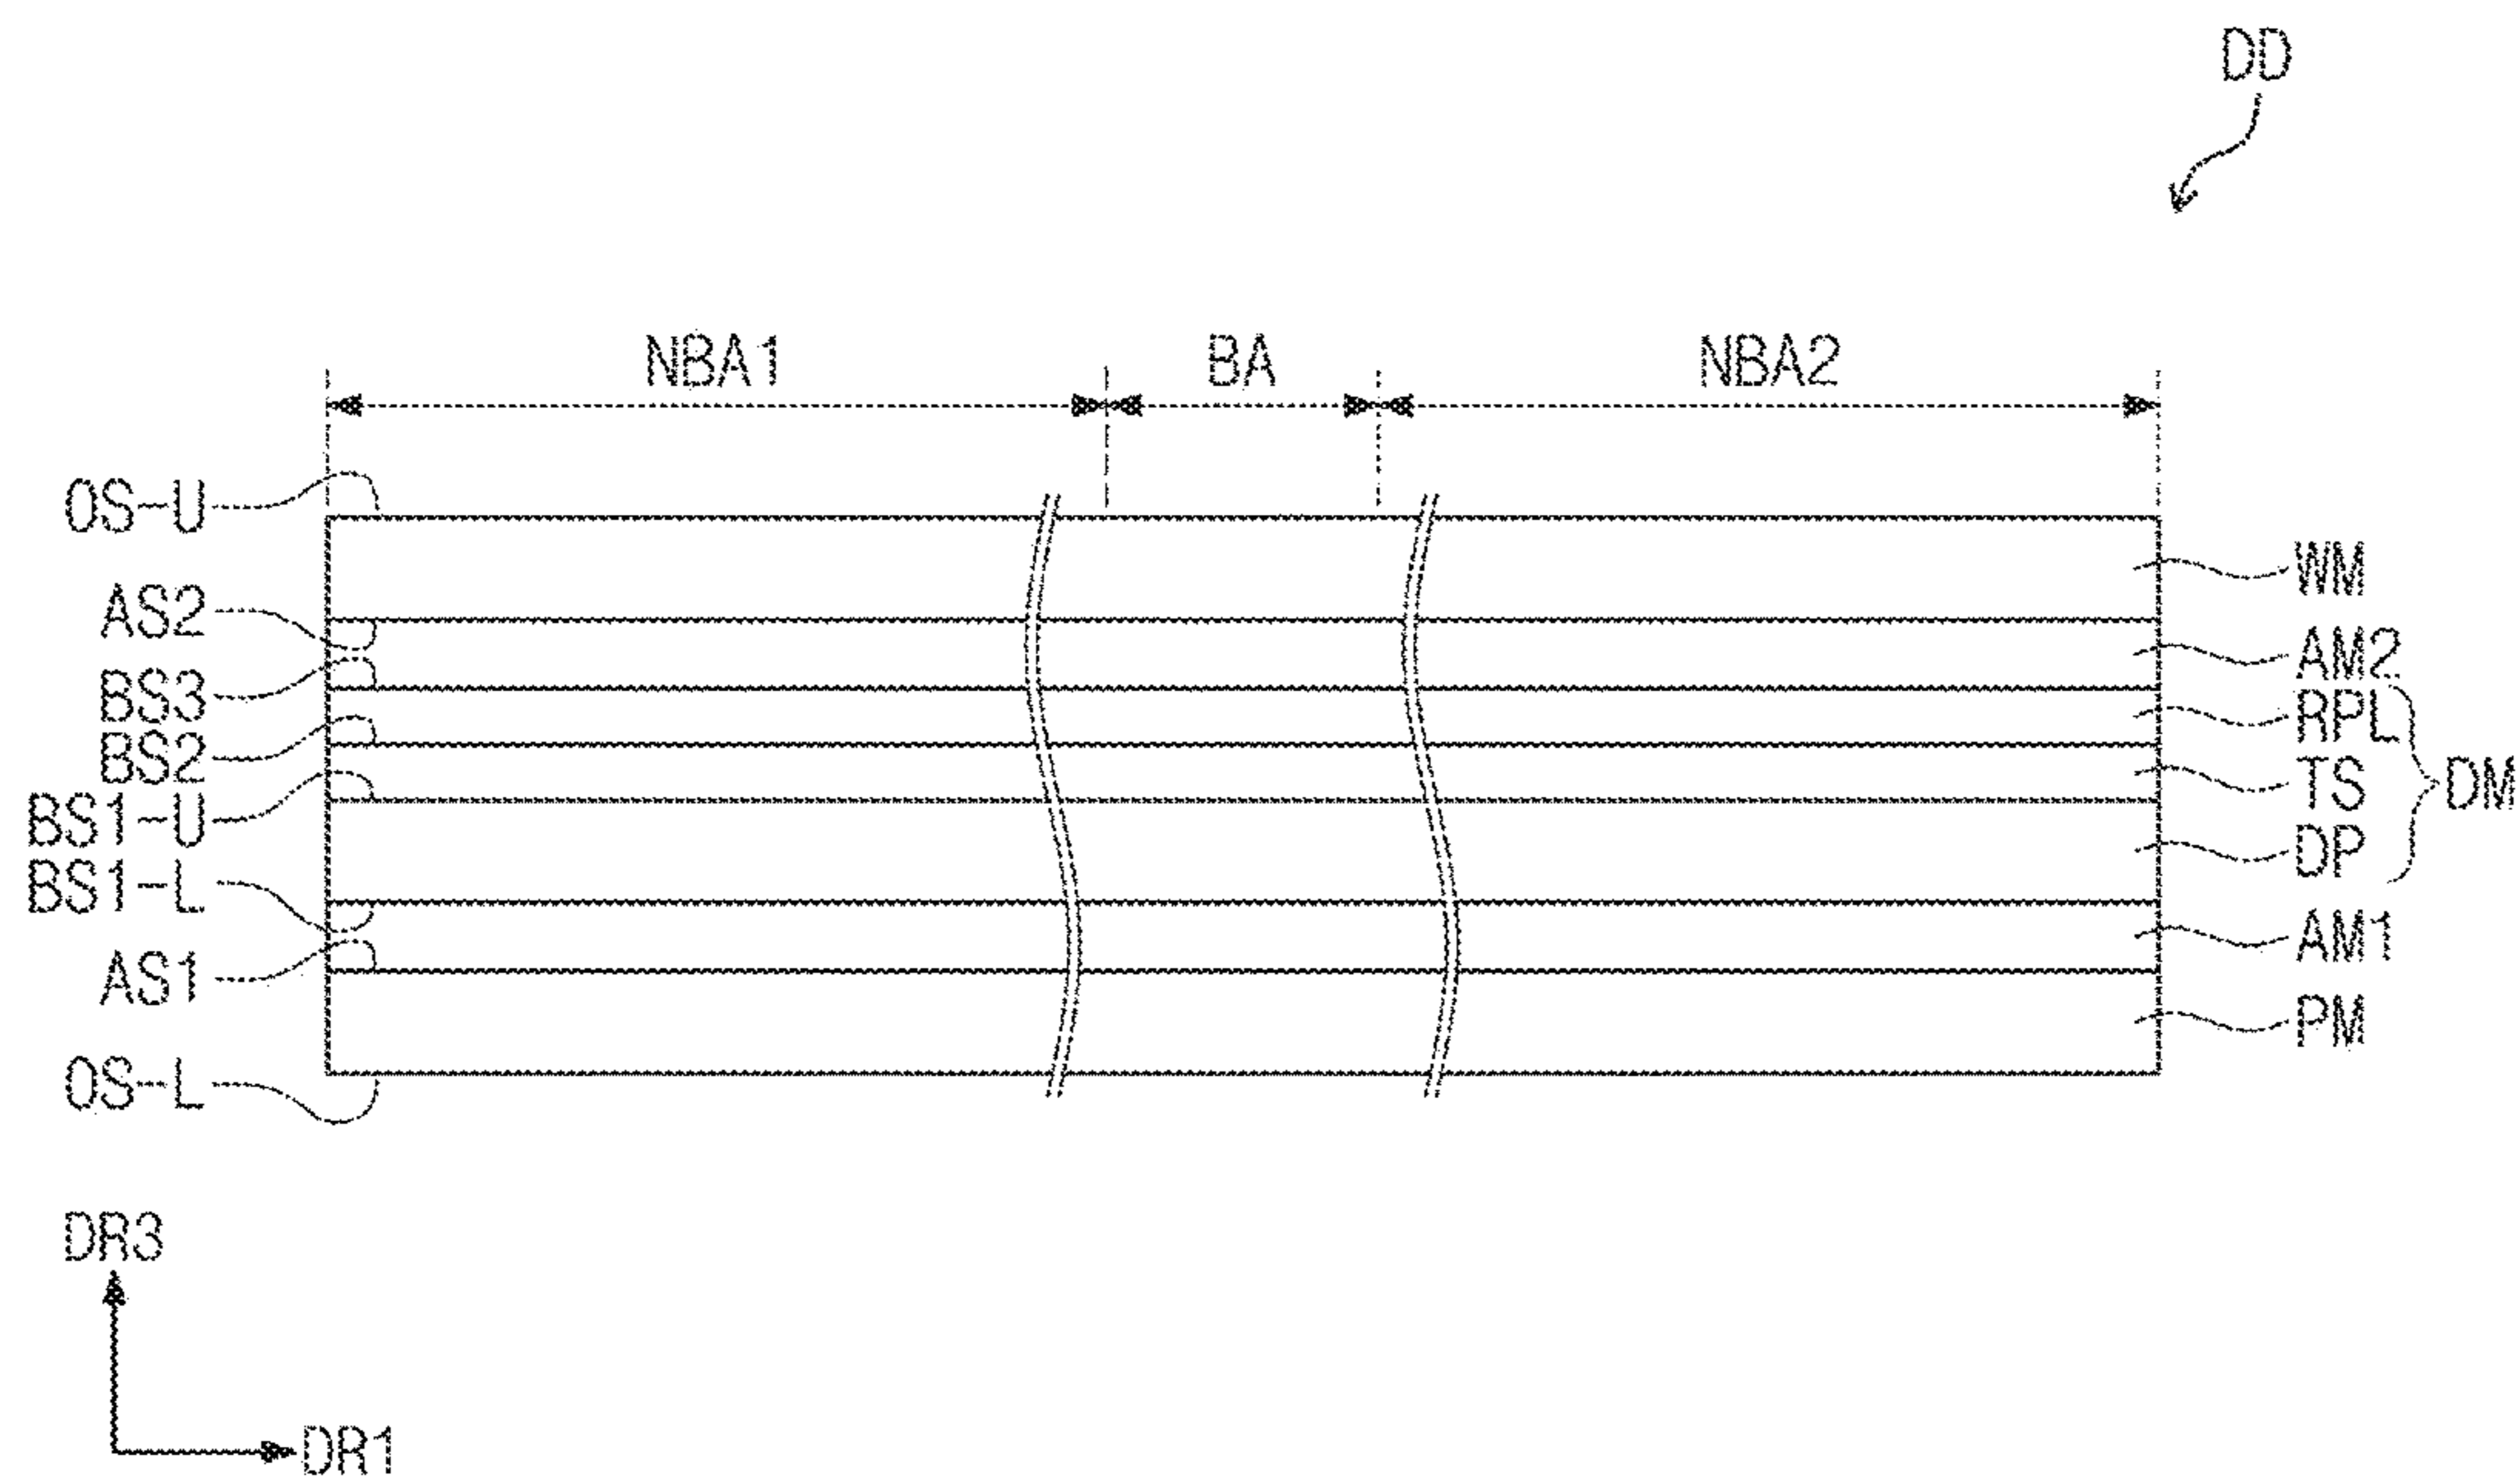 DD
NBA1 BA NBA2
OS-U
WM
AS2
AM2
BS3
RPL
BS2
TS
DM
BS1-U
DP
BS1-L
AM1
AS1
PM
OS-L
DR3
DR1